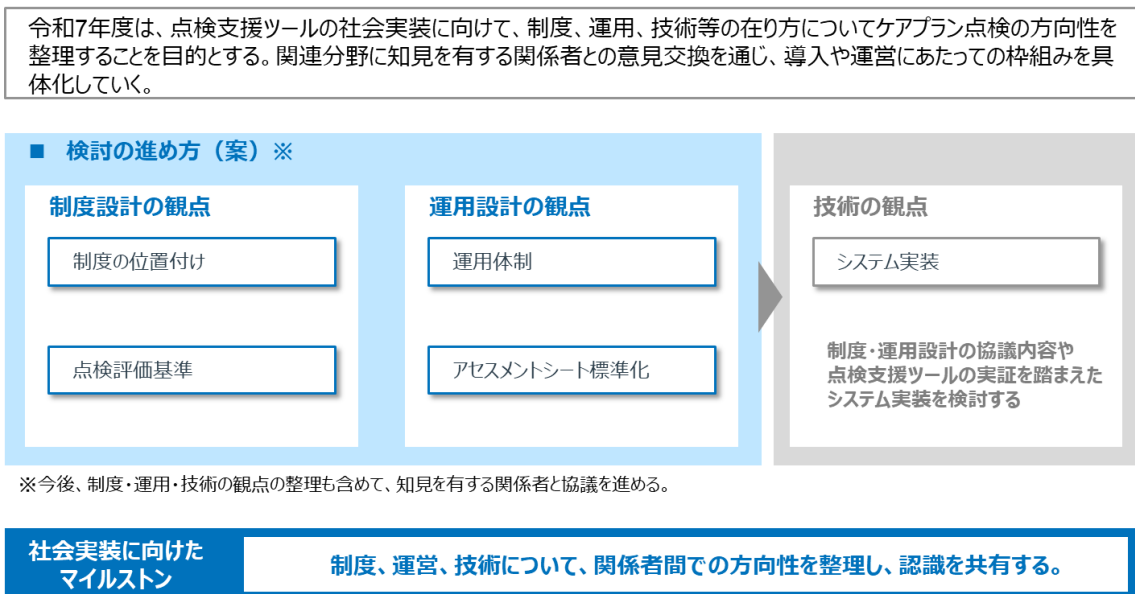 令和7年度は、点検支援ツールの社会実装に向けて、制度、運用、技術等の在り方についてケアプラン点検の方向性を
整理することを目的とする。関連分野に知見を有する関係者との意見交換を通じ、導入や運営にあたっての枠組みを具
体化していく。
■ 検討の進め方（案）※
制度設計の観点
制度の位置付け
点検評価基準
運用設計の観点
運用体制
アセスメントシート標準化
技術の観点
システム実装
制度・運用設計の協議内容や
点検支援ツールの実証を踏まえた
システム実装を検討する
※今後、制度・運用・技術の観点の整理も含めて、知見を有する関係者と協議を進める。
社会実装に向けた
マイルストン
制度、運営、技術について、関係者間での方向性を整理し、認識を共有する。